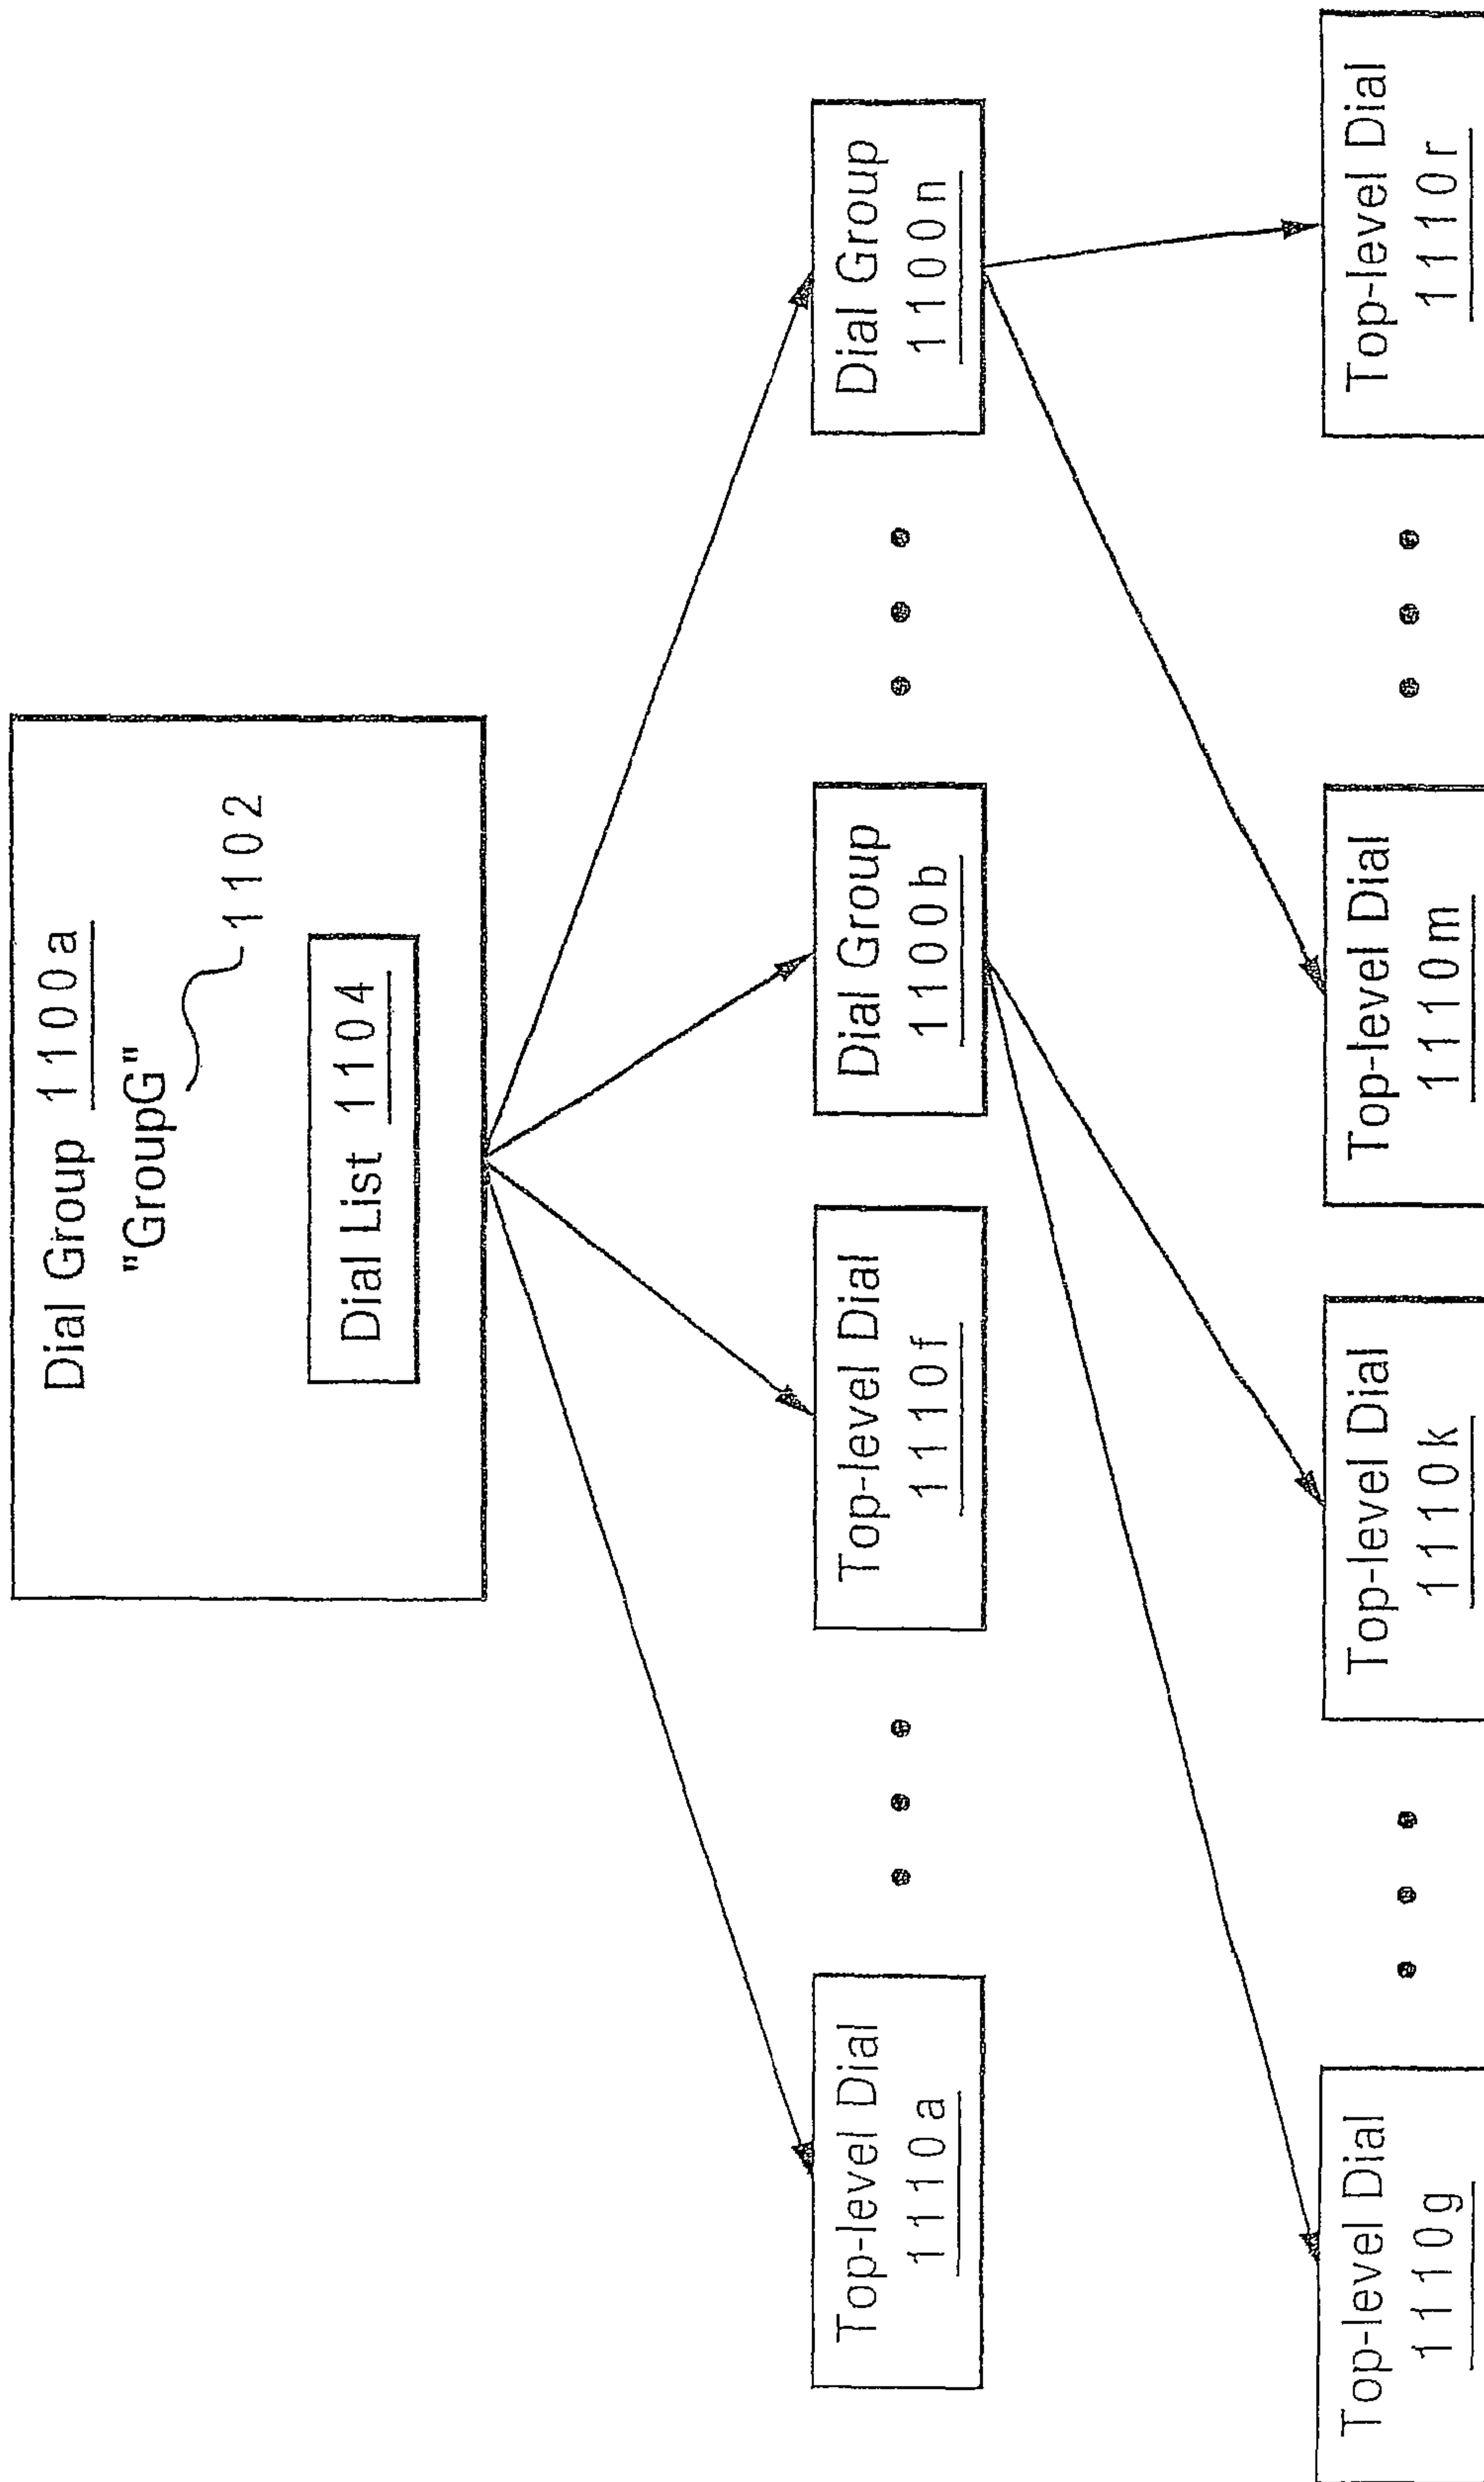 Dial Group 1100a
"GroupG"
1102
Dial List 1104
Top-level Dial
1110a
Top-level Dial
1110f
Dial Group
1100b
Dial Group
1100n
Top-level Dial
1110g
Top-level Dial
1110k
Top-level Dial
1110m
Top-level Dial
1110r